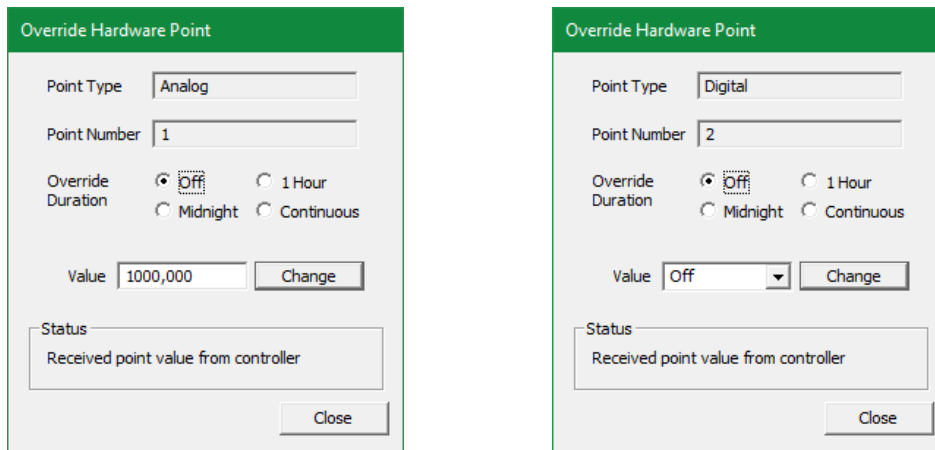 Override Hardware Point
Point Type Analog
Point Number 1
Override Duration
Off 1 Hour
Midnight Continuous
Value 1000,000 Change
Status
Received point value from controller
Close
Override Hardware Point
Point Type Digital
Point Number 2
Override Duration
Off 1 Hour
Midnight Continuous
Value Off Change
Status
Received point value from controller
Close